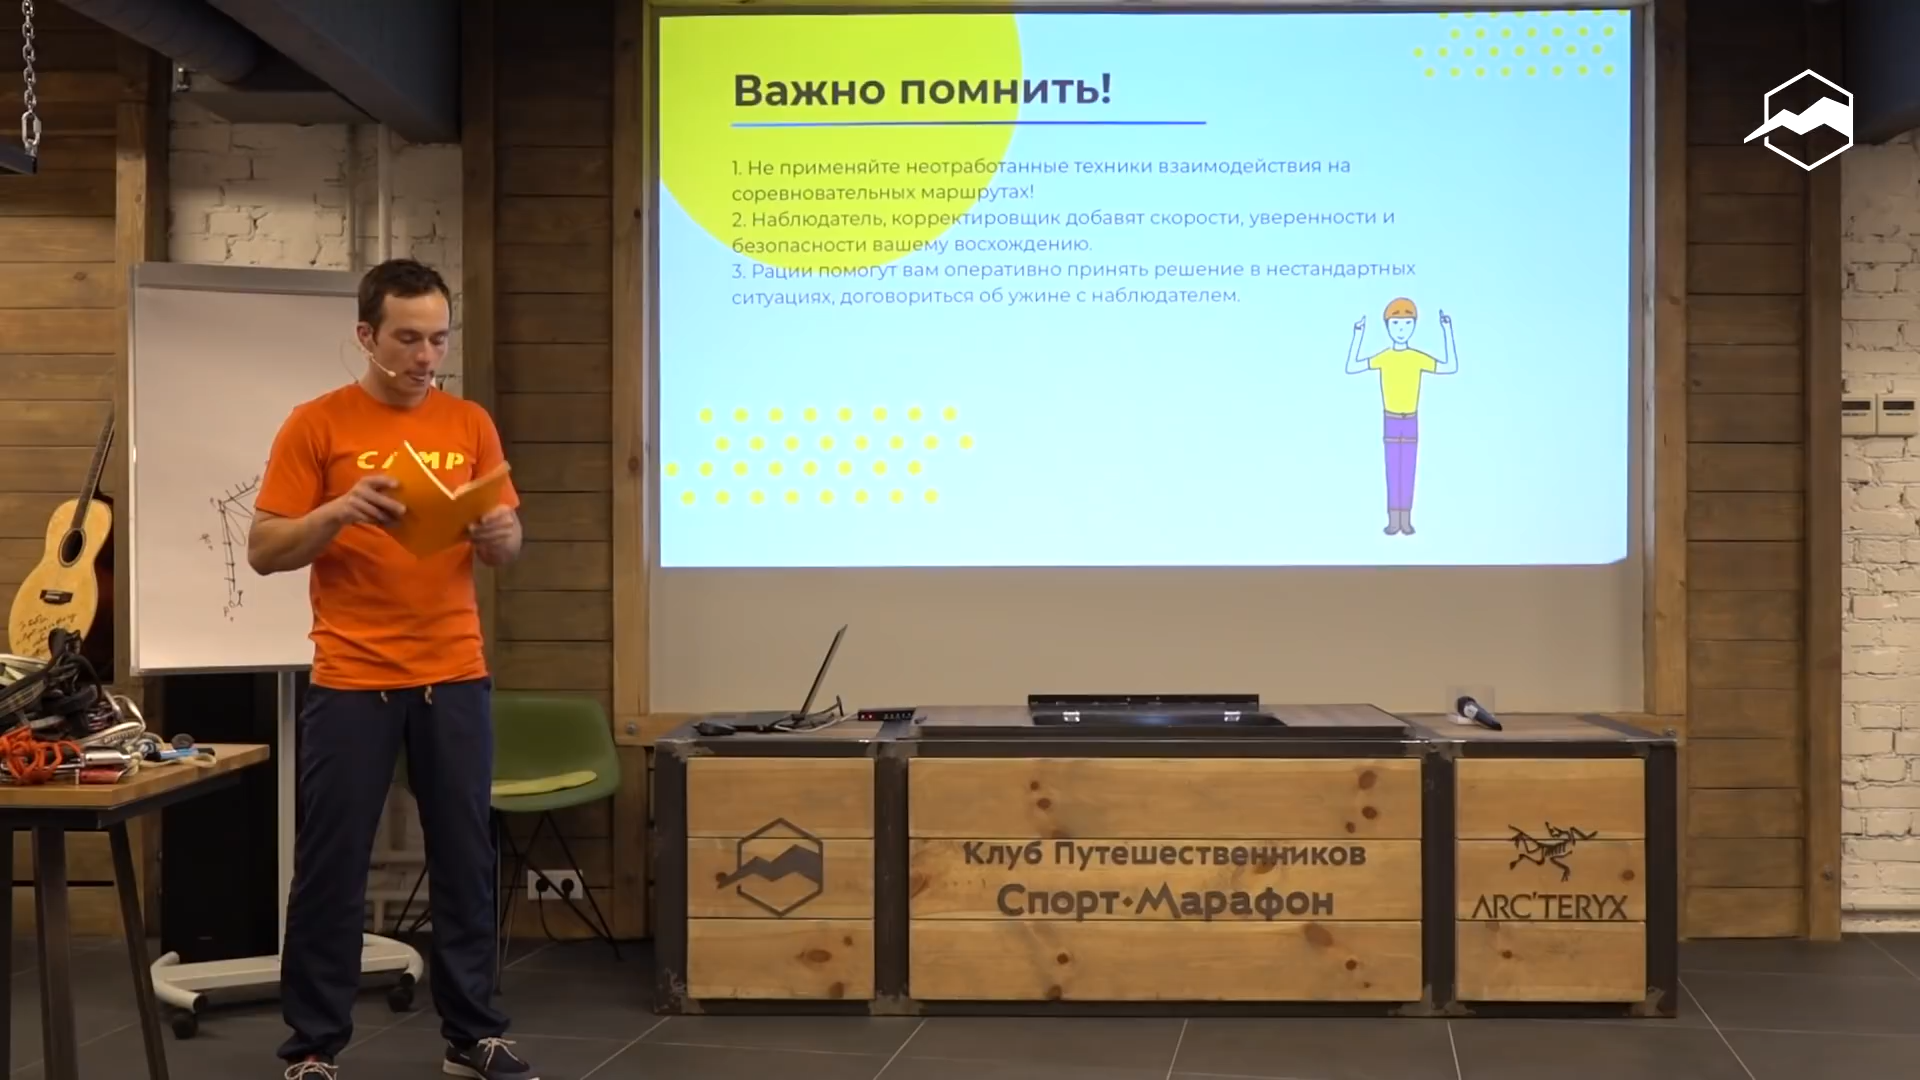 Важно помнить!
1. Не применяйте неотработанные техники взаимодействия на
соревновательных маршрутах!
2. Наблюдатель, корректировщик добавят скорости, уверенности и
безопасности вашему восхождению.
3. Рации помогут вам оперативно принять решение в нестандартных
ситуациях, договориться об ужине с наблюдателем.
Клуб Путешественников
Спорт•Марафон
ARC'TERYX